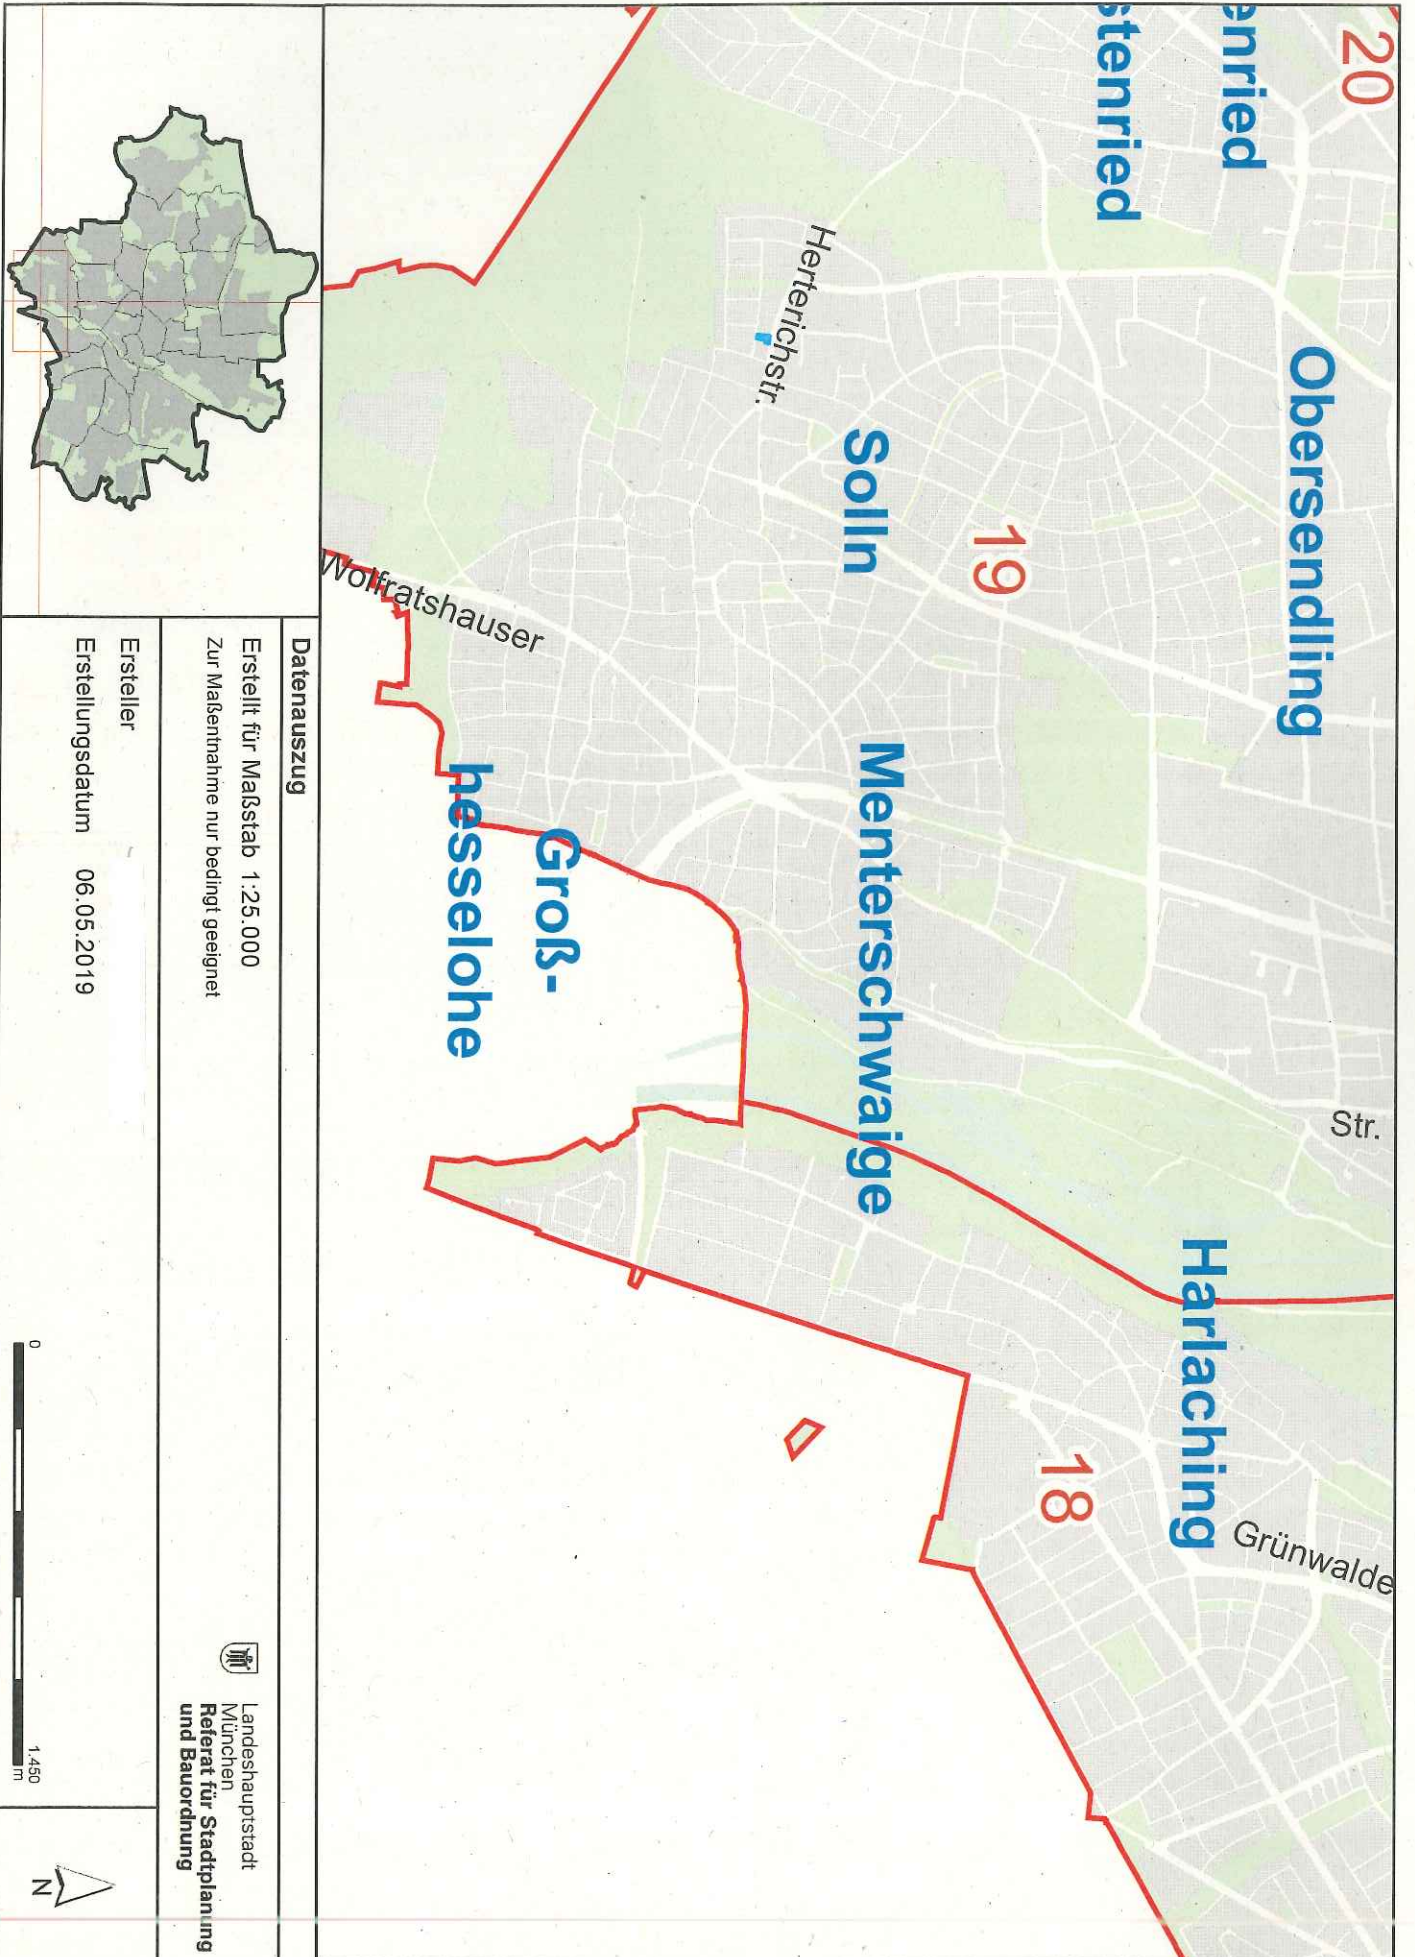 20
enried
stenried
Obersendling
Herterichstr.
Solln
19
Menterschwaige
Wolfratshauser
Groß-
hesselohe
Str.
Harlaching
18
Grünwalde
Datenauszug
Erstellt für Maßstab 1:25.000
Zur Maßentnahme nur bedingt geeignet
Ersteller
Erstellungsdatum 06.05.2019
Landeshauptstadt
München
Referat für Stadtplanung
und Bauordnung
0
1.450
m
N